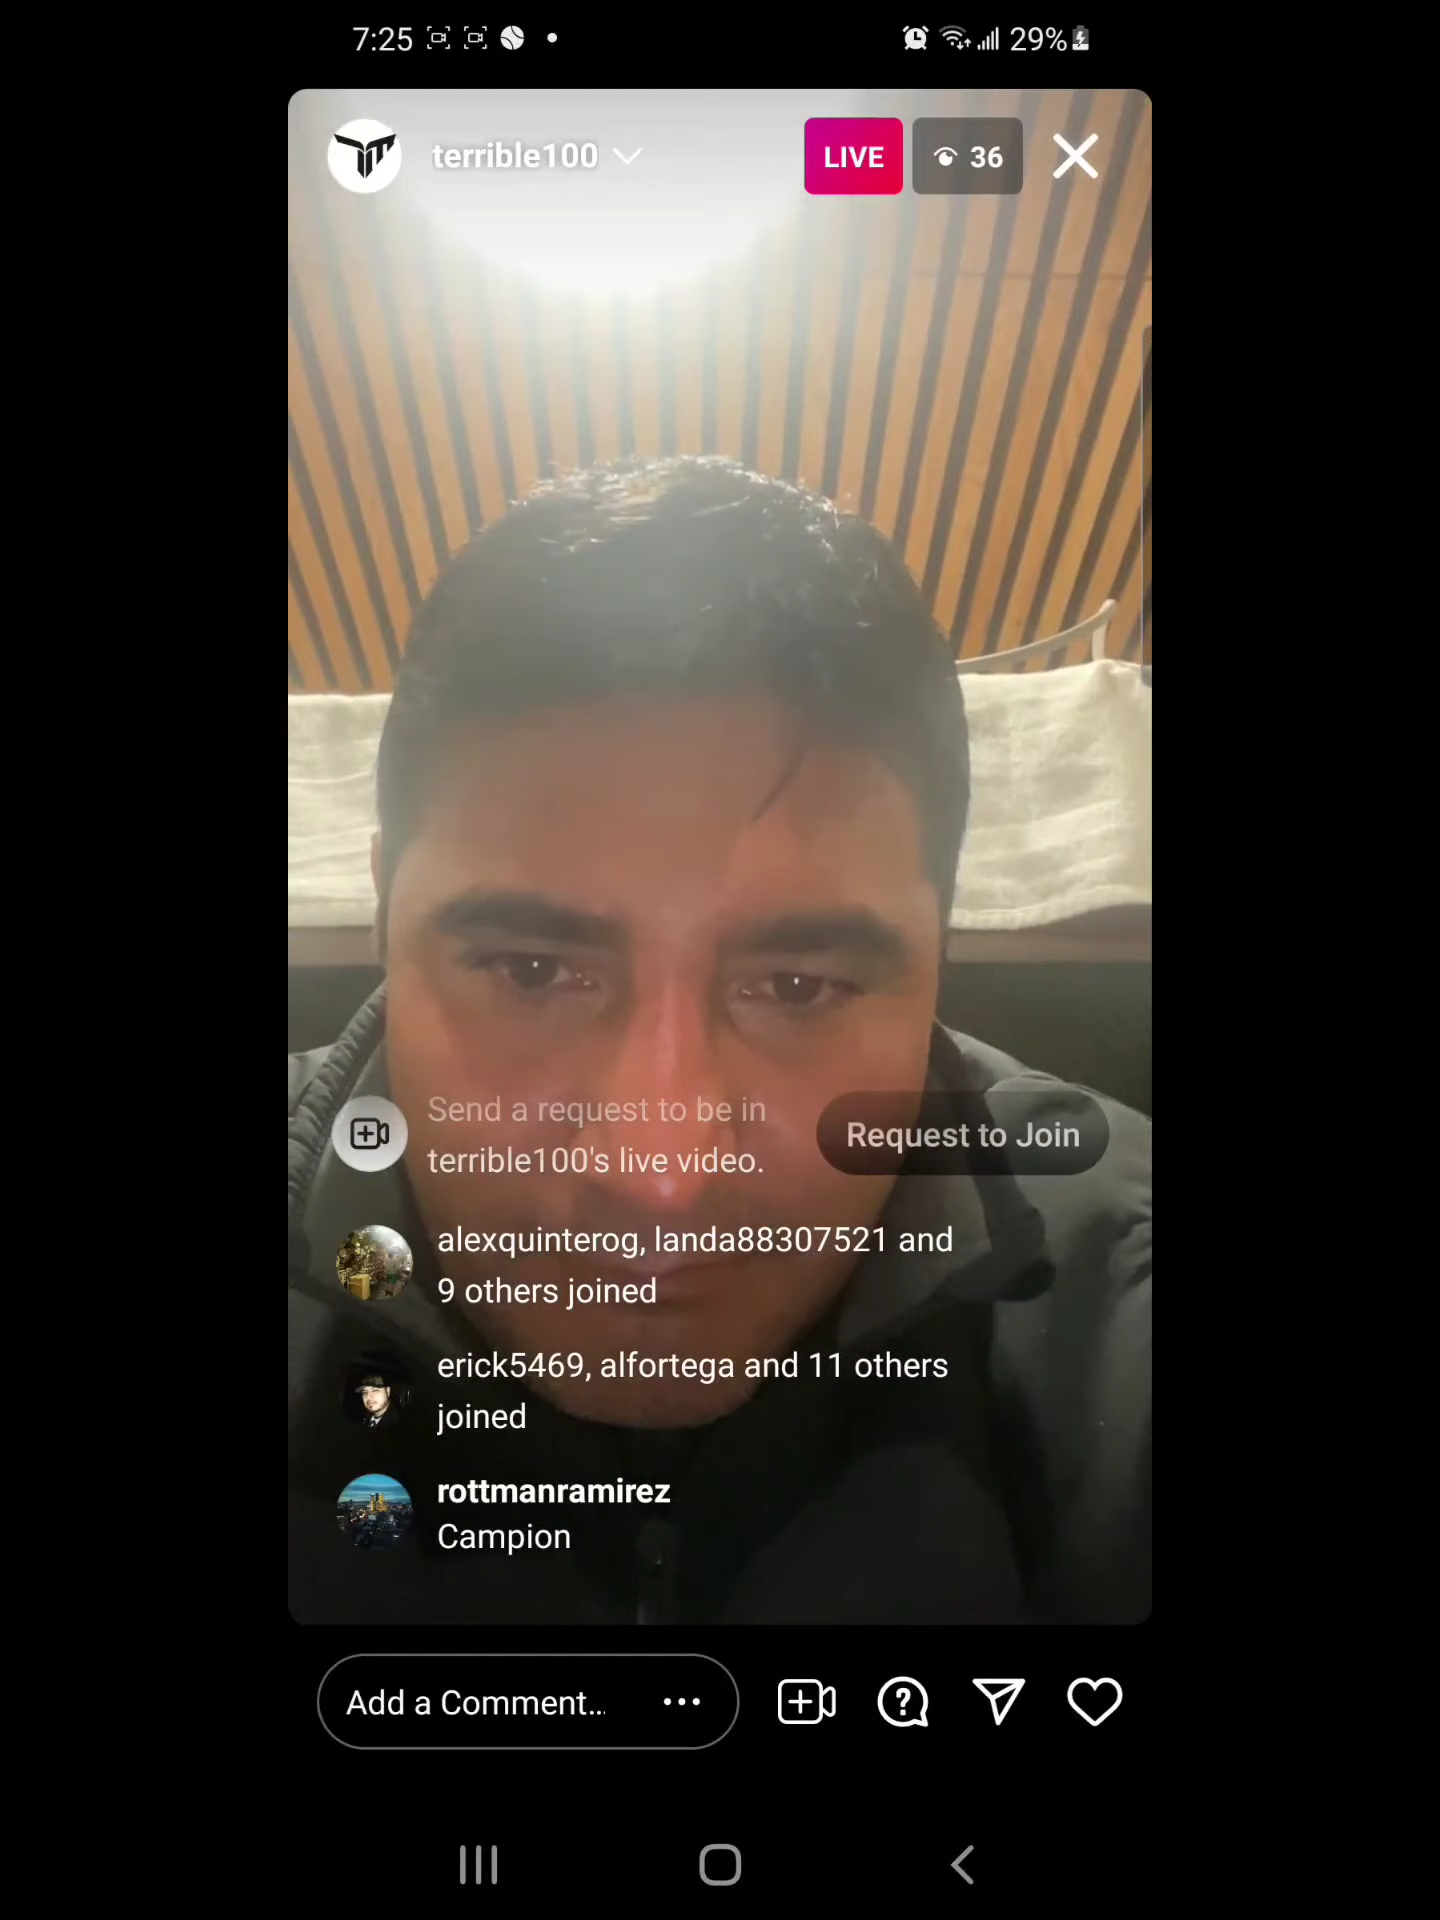 7:25
29%
terrible100
LIVE
36
Send a request to be in
terrible100's live video.
Request to Join
alexquinterog, landa88307521 and
9 others joined
erick5469, alfortega and 11 others
joined
rottmanramirez
Campion
Add a Comment...